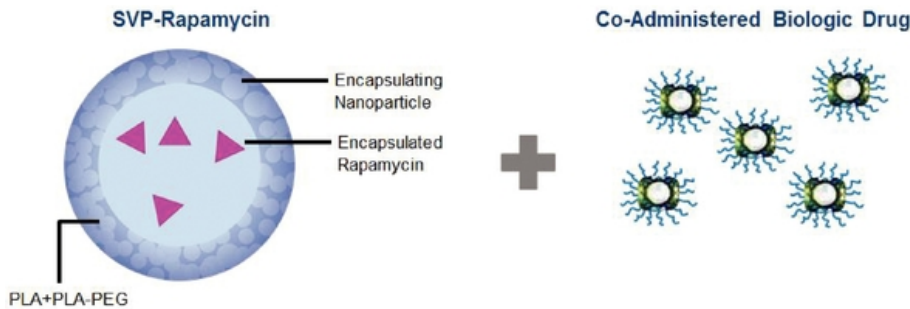 SVP-Rapamycin
Co-Administered Biologic Drug
Encapsulating
Nanoparticle
Encapsulated
Rapamycin
PLA+PLA-PEG